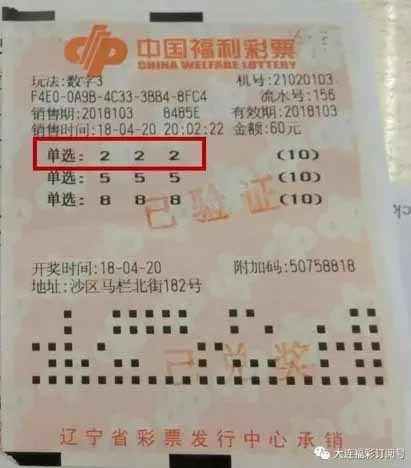 中国福利彩票
CHINA WELFARE LOTTERY
玩法:数字3 机号:21020103
F4E0-0A9B-4C33-3BB4-8FC4 流水号:156
销售期:2018103 8485E 有效期:2018103
销售时间:18-04-20 20:02:22 金额:60元
单选: 2 2 2 (10)
单选: 5 5 5 (10)
单选: 8 8 8 (10)
已验证
开奖时间:18-04-20 附加码:50758818
地址:沙区马栏北街182号
已兑奖
辽宁省彩票发行中心承销
大连福彩订阅号